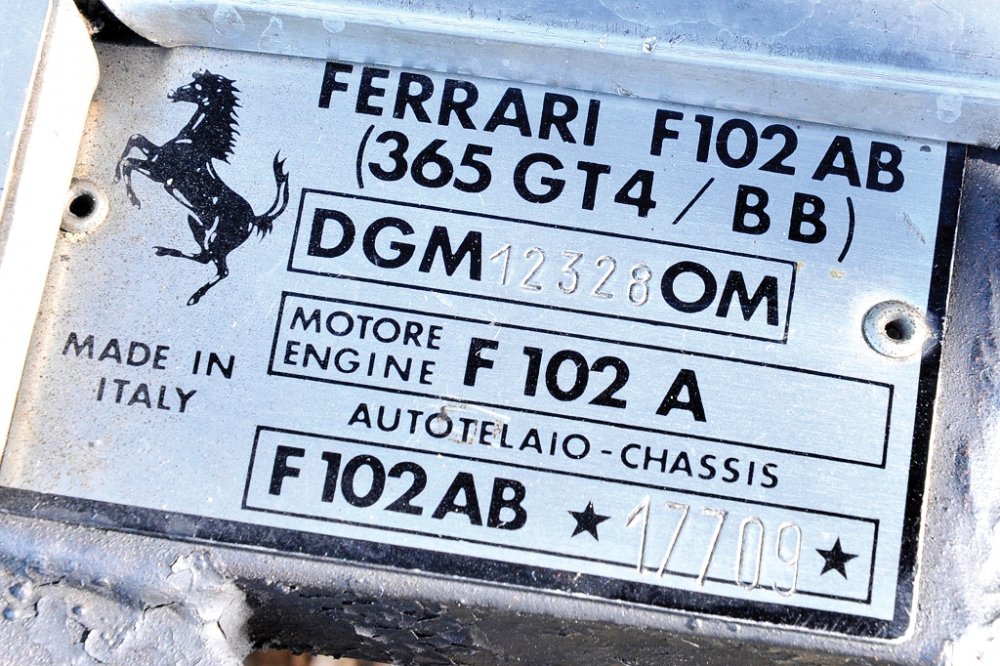 FERRARI F102 AB
(365 GT4 / BB)
DGM 12328 OM
MOTORE
ENGINE F 102 A
MADE IN
ITALY
AUTOTELAIO - CHASSIS
F 102 AB ★ 17709 ★